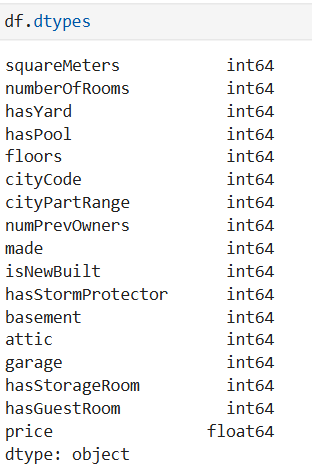 df.dtypes
squareMeters int64
numberOfRooms int64
hasYard int64
hasPool int64
floors int64
cityCode int64
cityPartRange int64
numPrevOwners int64
made int64
isNewBuilt int64
hasStormProtector int64
basement int64
attic int64
garage int64
hasStorageRoom int64
hasGuestRoom int64
price float64
dtype: object